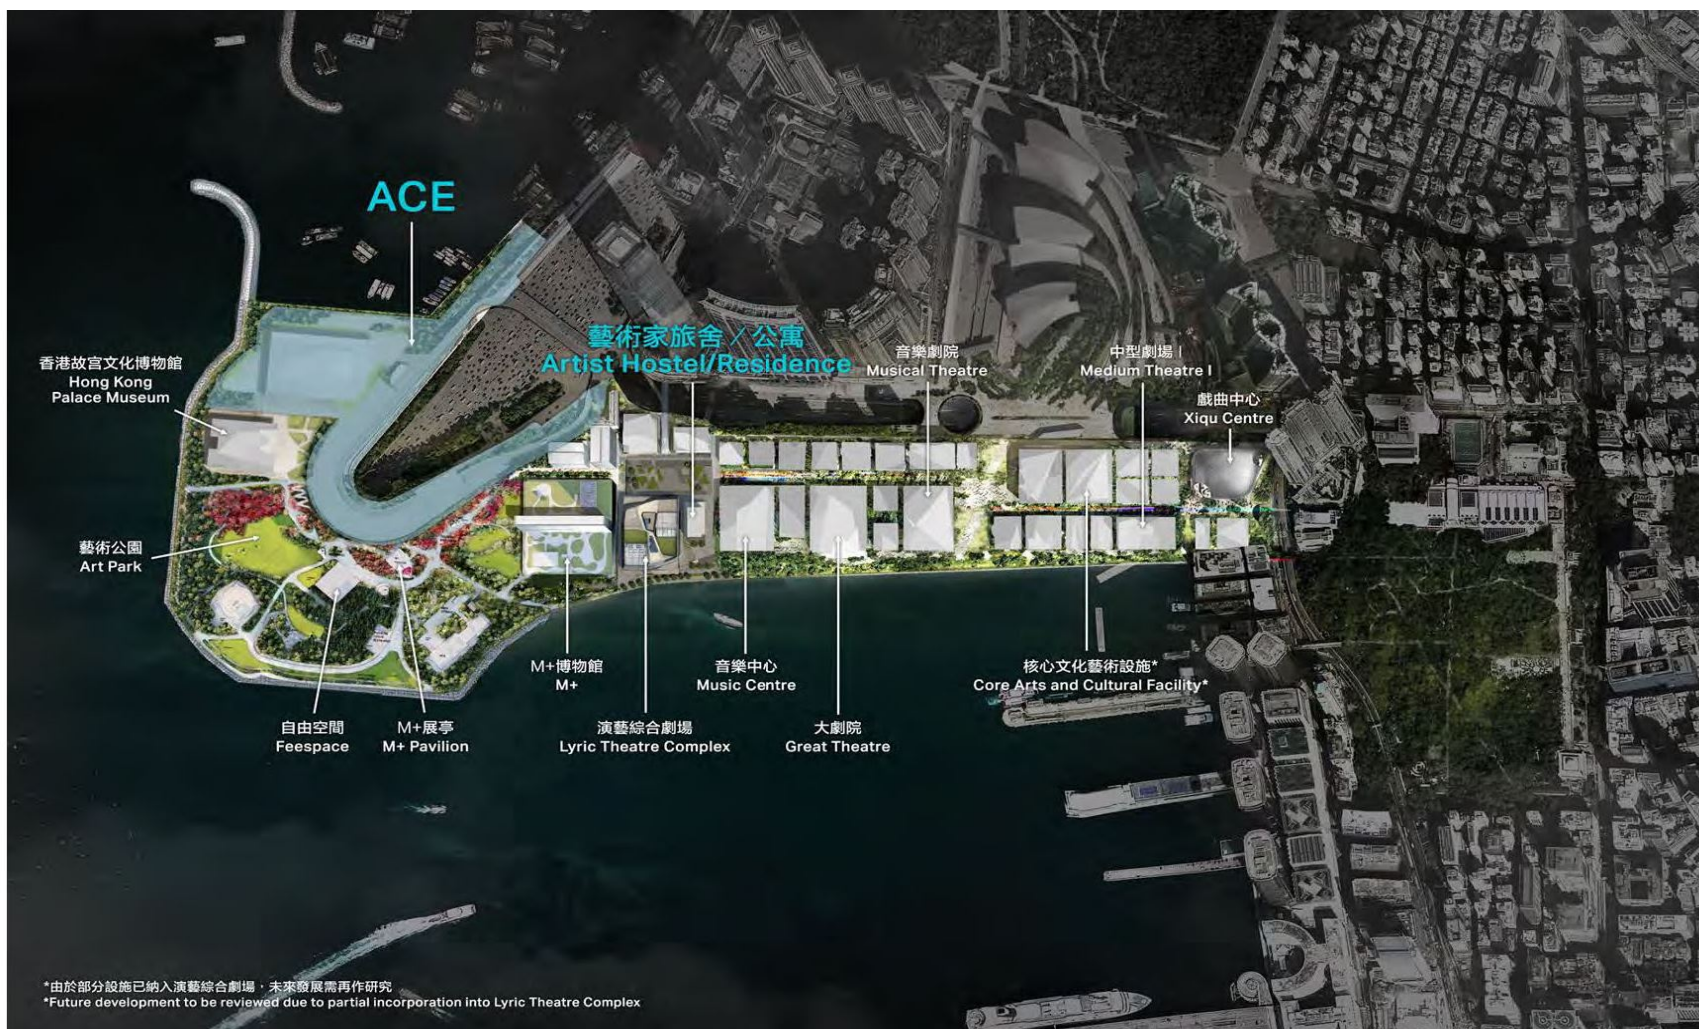 ACE
藝術家旅舍／公寓
Artist Hostel/Residence
香港故宮文化博物館
Hong Kong
Palace Museum
音樂劇院
Musical Theatre
中型劇場 I
Medium Theatre I
戲曲中心
Xiqu Centre
藝術公園
Art Park
M+博物館
M+
音樂中心
Music Centre
核心文化藝術設施*
Core Arts and Cultural Facility*
自由空間
Feespace
M+展亭
M+ Pavilion
演藝綜合劇場
Lyric Theatre Complex
大劇院
Great Theatre
*由於部分設施已納入演藝綜合劇場，未來發展需再作研究
*Future development to be reviewed due to partial incorporation into Lyric Theatre Complex